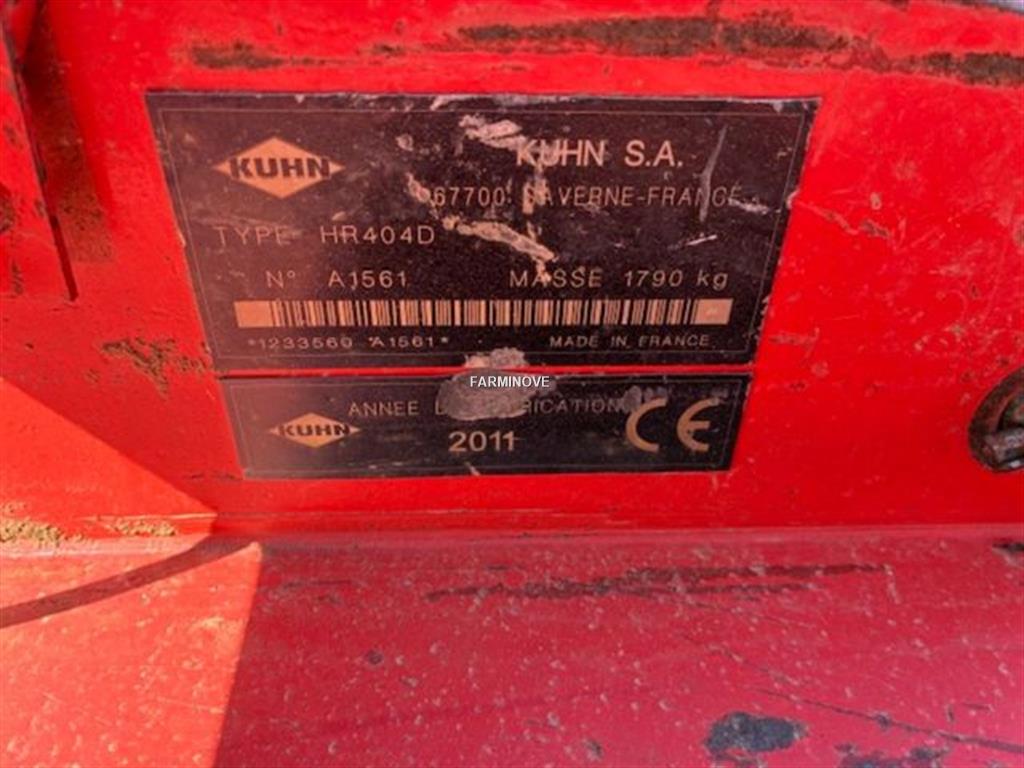 KUHN
KUHN S.A.
67700 SAVERNE-FRANCE
TYPE HR404D
N° A1561 MASSE 1790 kg
*1233560 A1561* MADE IN FRANCE
FARMINOVE
ANNEE
KUHN
2011
CE